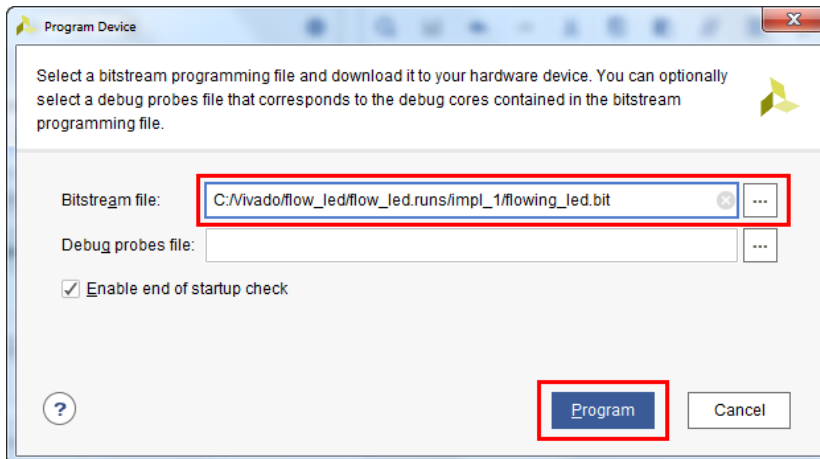 Program Device
Select a bitstream programming file and download it to your hardware device. You can optionally
select a debug probes file that corresponds to the debug cores contained in the bitstream
programming file.
Bitstream file: C:/Vivado/flow_led/flow_led.runs/impl_1/flowing_led.bit ...
Debug probes file: ...
Enable end of startup check
? Program Cancel